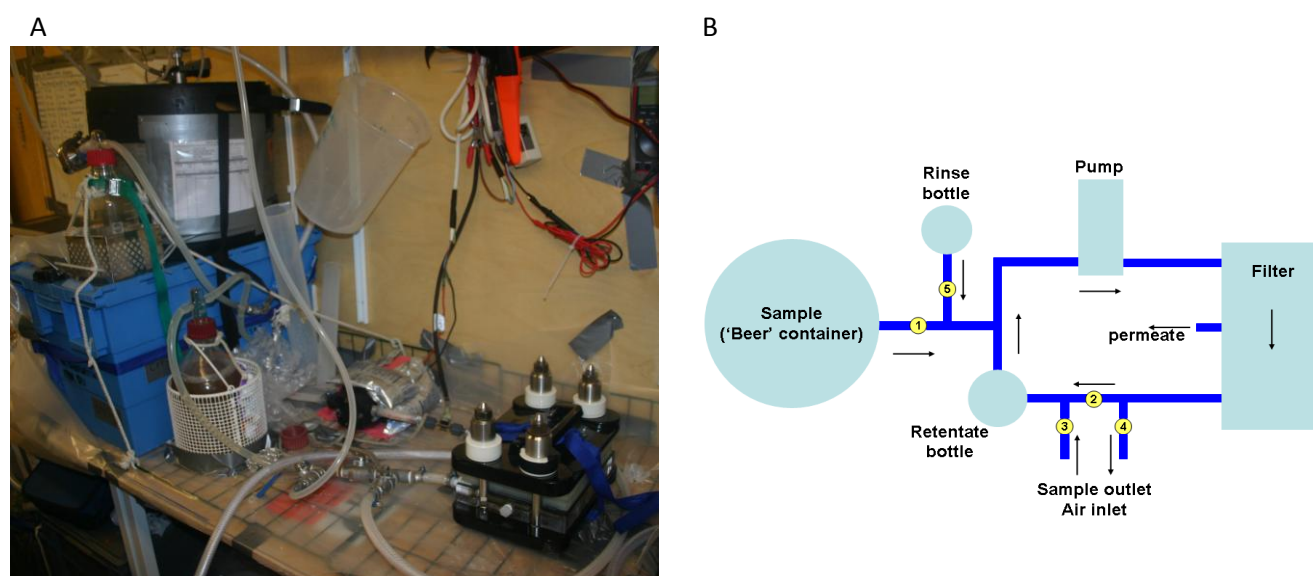 A
B
Rinse
bottle
Pump
Filter
5
Sample
('Beer' container)
1
permeate
2
3
4
Retentate
bottle
Sample outlet
Air inlet